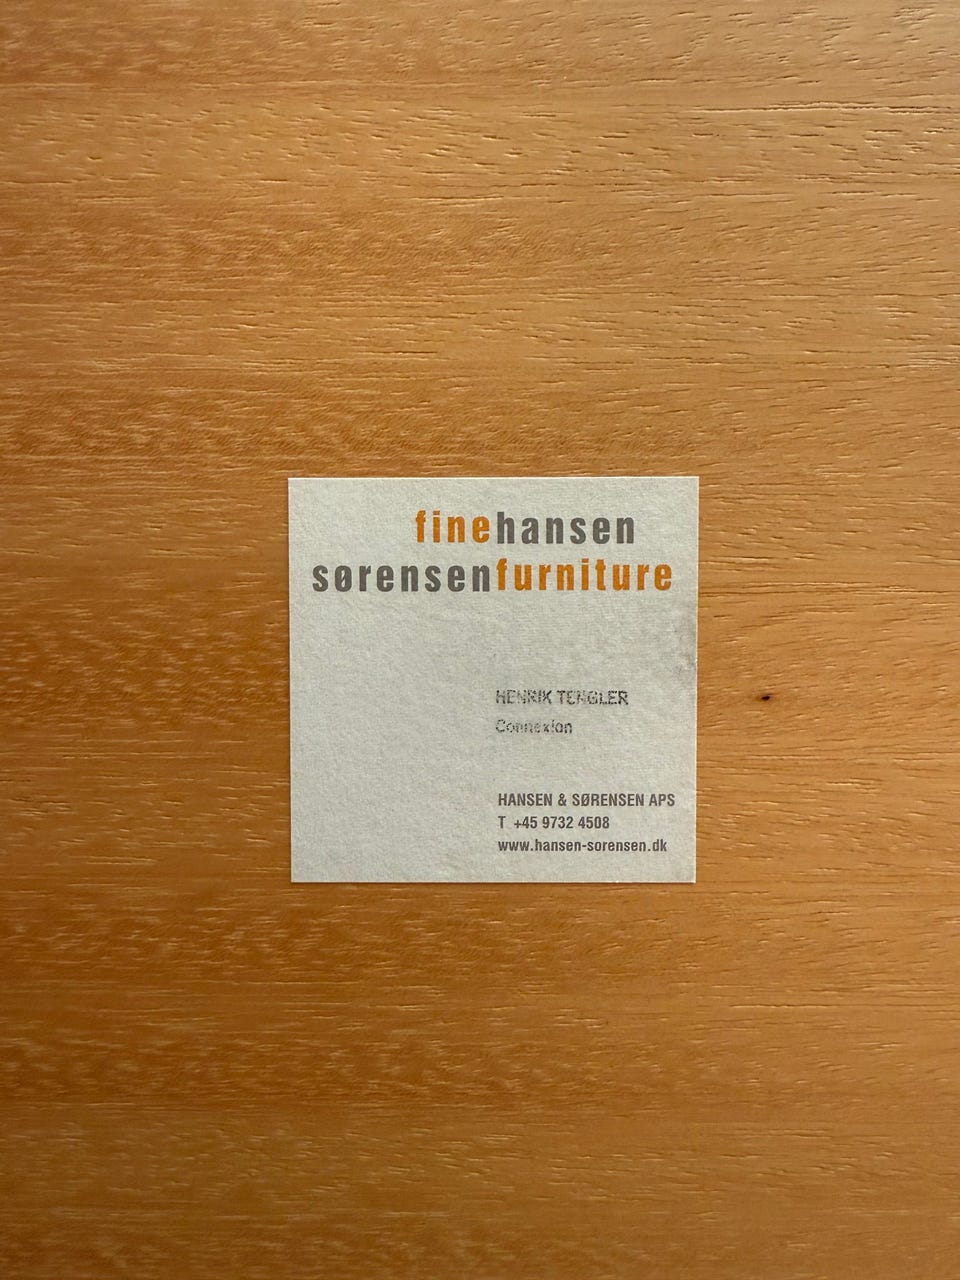 finehansen
sørensenfurniture
HENRIK TENGLER
Connexion
HANSEN & SØRENSEN APS
T +45 9732 4508
www.hansen-sorensen.dk